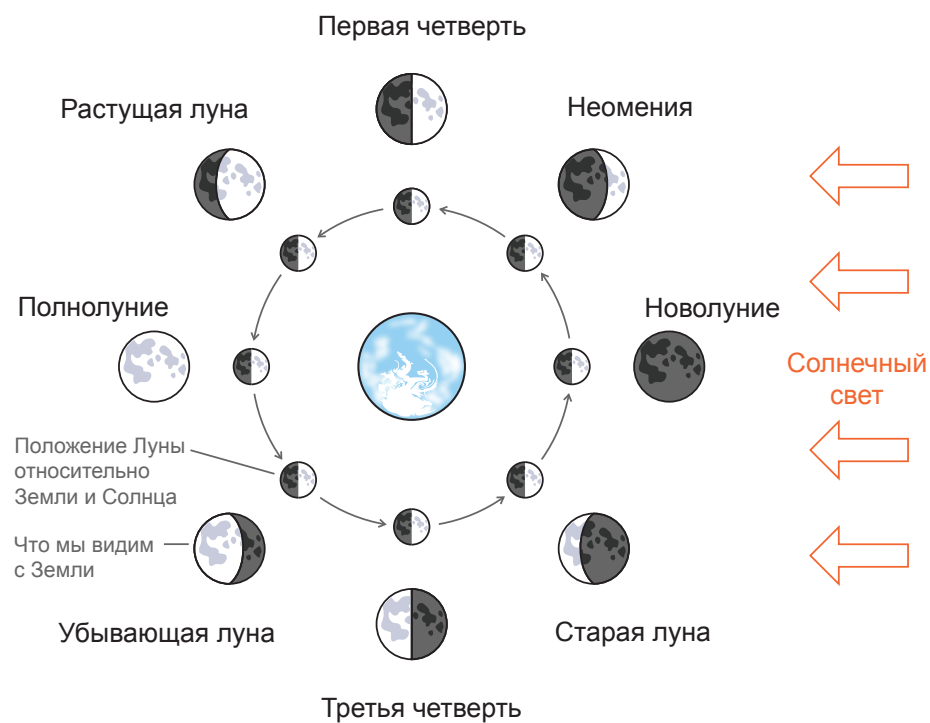 Первая четверть
Растущая луна
Неомения
Полнолуние
Новолуние
Солнечный
свет
Положение Луны
относительно
Земли и Солнца
Что мы видим
с Земли
Убывающая луна
Старая луна
Третья четверть